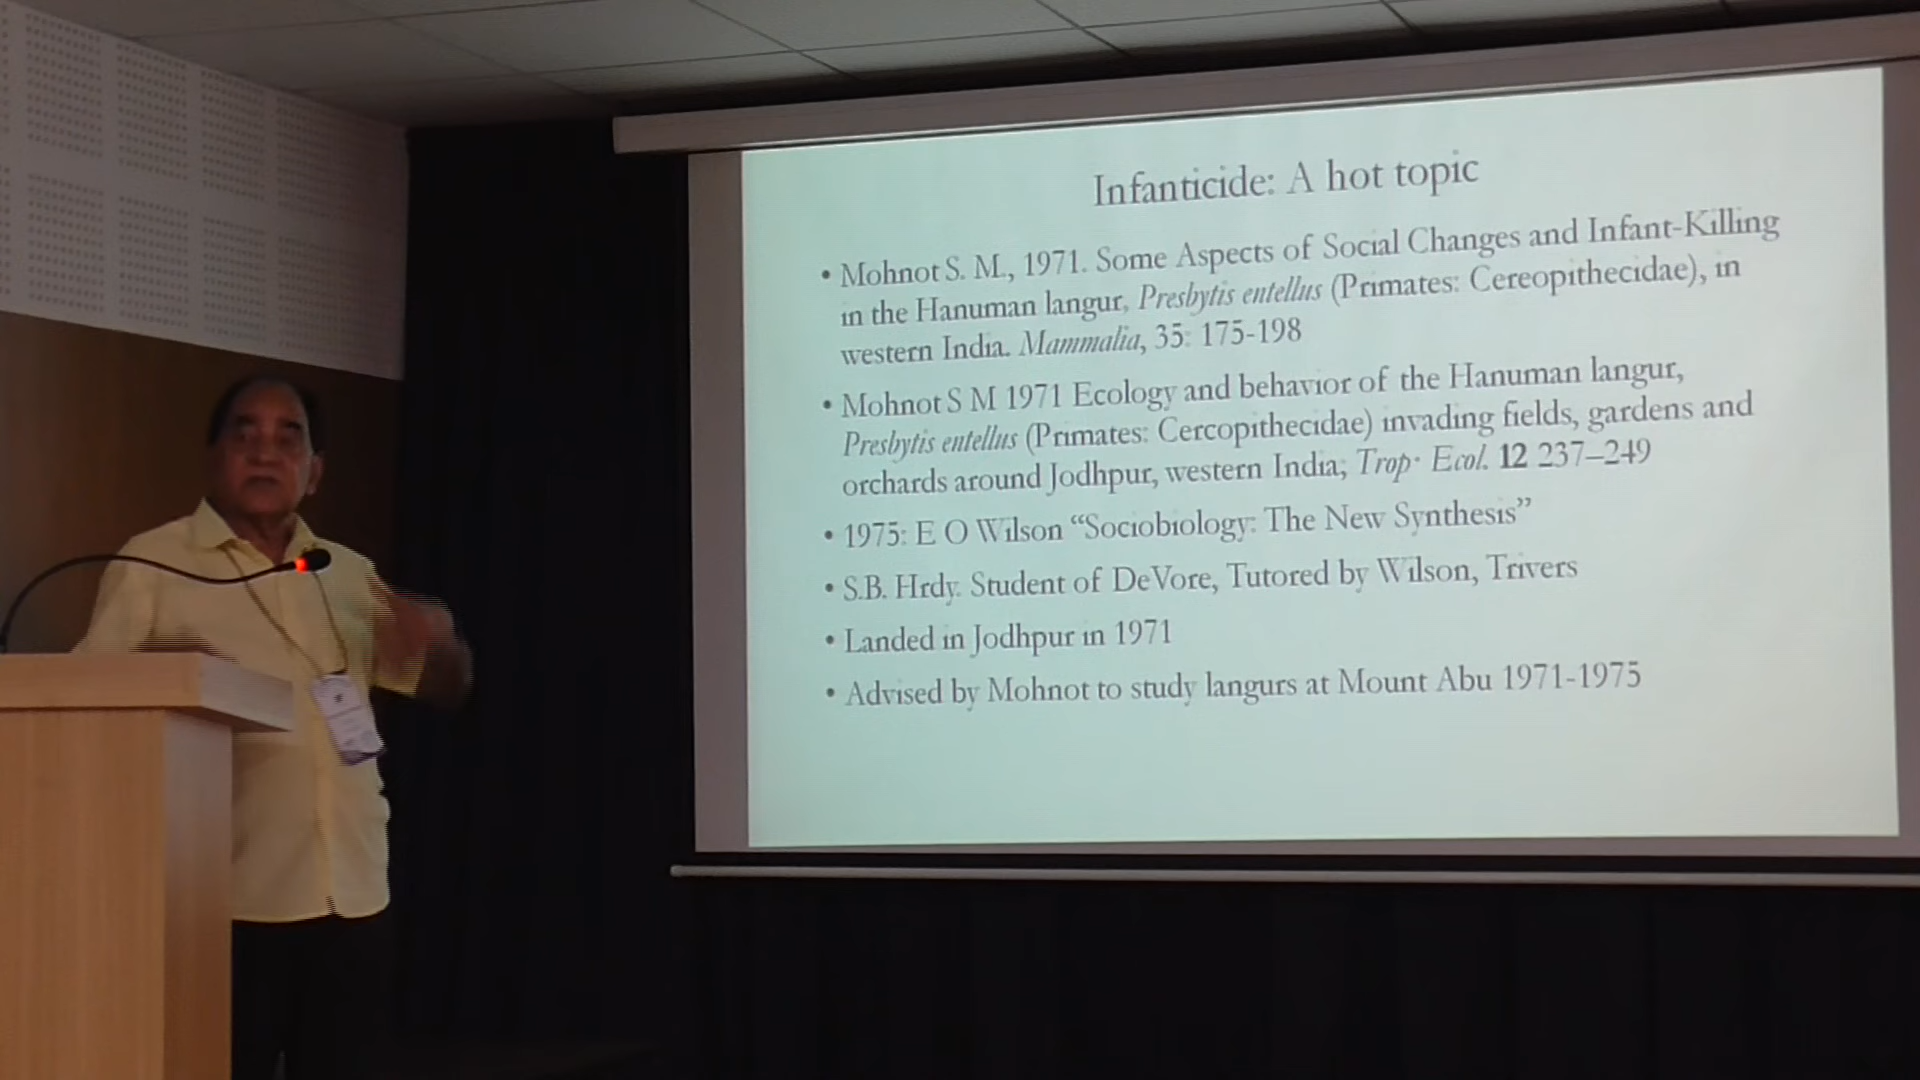 Infanticide: A hot topic
• Mohnot S. M., 1971. Some Aspects of Social Changes and Infant-Killing
in the Hanuman langur, Presbytis entellus (Primates: Cereopithecidae), in
western India. Mammalia, 35: 175-198
• Mohnot S M 1971 Ecology and behavior of the Hanuman langur,
Presbytis entellus (Primates: Cercopithecidae) invading fields, gardens and
orchards around Jodhpur, western India; Trop. Ecol. 12 237–249
• 1975: E O Wilson “Sociobiology: The New Synthesis”
• S.B. Hrdy. Student of DeVore, Tutored by Wilson, Trivers
• Landed in Jodhpur in 1971
• Advised by Mohnot to study langurs at Mount Abu 1971-1975